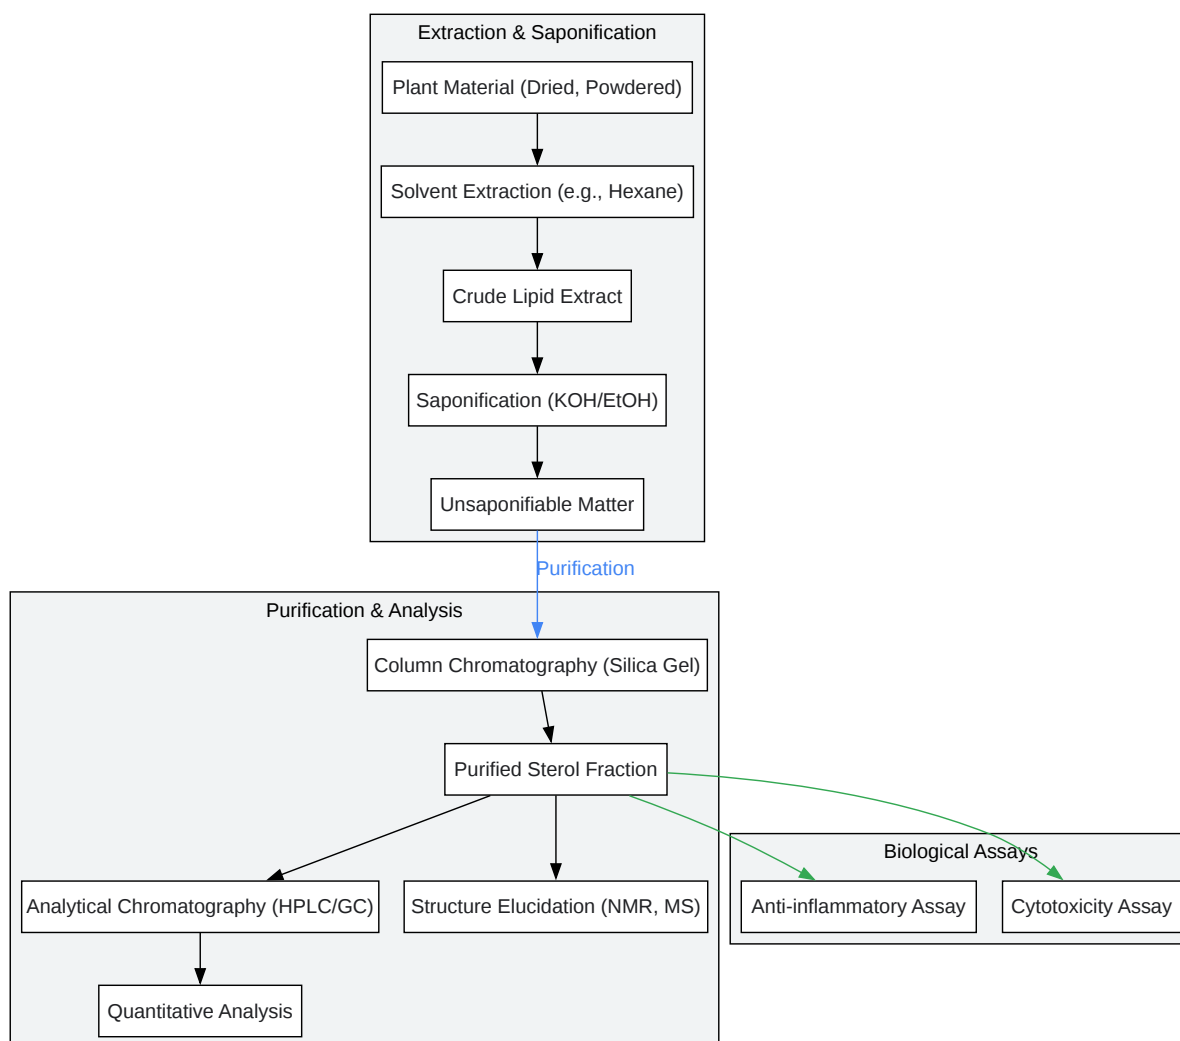 Extraction & Saponification
Plant Material (Dried, Powdered)
Solvent Extraction (e.g., Hexane)
Crude Lipid Extract
Saponification (KOH/EtOH)
Unsaponifiable Matter
Purification
Purification & Analysis
Column Chromatography (Silica Gel)
Purified Sterol Fraction
Biological Assays
Analytical Chromatography (HPLC/GC)
Structure Elucidation (NMR, MS)
Anti-inflammatory Assay
Cytotoxicity Assay
Quantitative Analysis